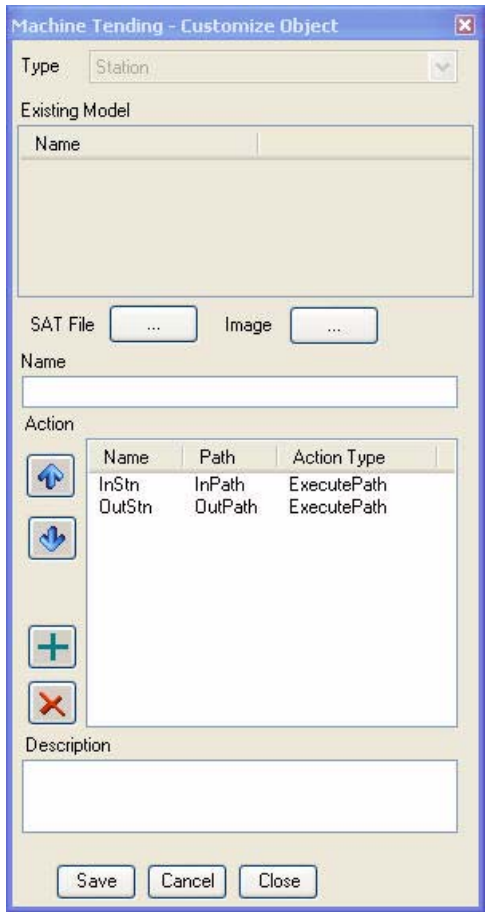 Machine Tending - Customize Object
Type Station
Existing Model
Name
SAT File ... Image ...
Name
Action
Name Path Action Type
InStn InPath ExecutePath
OutStn OutPath ExecutePath
Description
Save Cancel Close